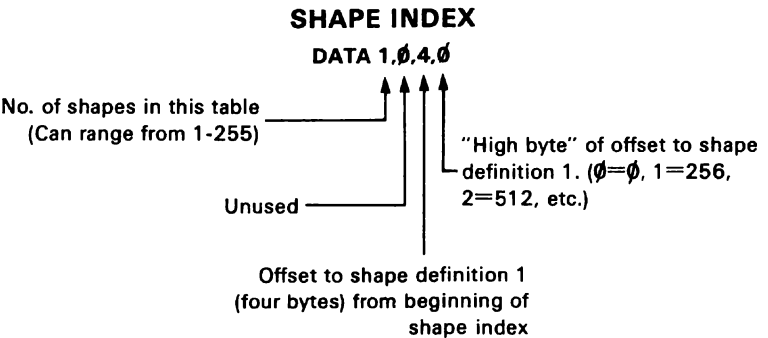 SHAPE INDEX
DATA 1,Ø,4,Ø
No. of shapes in this table
(Can range from 1-255)
"High byte" of offset to shape
definition 1. (Ø=Ø, 1=256,
2=512, etc.)
Unused
Offset to shape definition 1
(four bytes) from beginning of
shape index